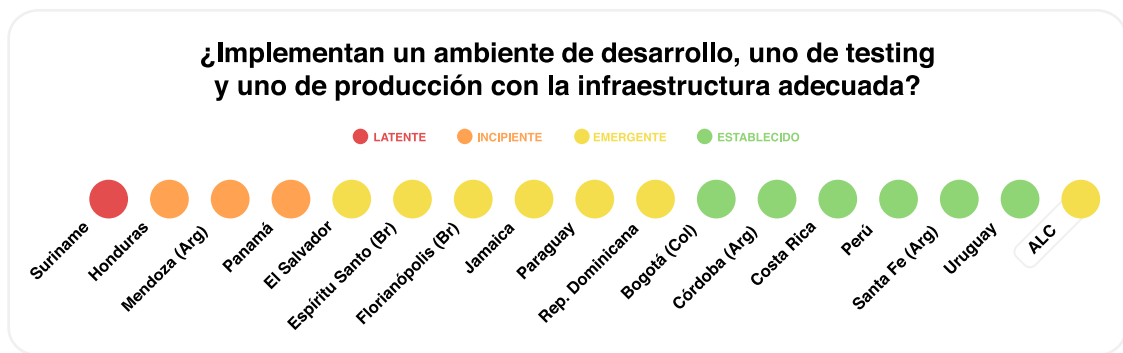 ¿Implementan un ambiente de desarrollo, uno de testing
y uno de producción con la infraestructura adecuada?
LATENTE
INCIPIENTE
EMERGENTE
ESTABLECIDO
Suriname
Honduras
Mendoza (Arg)
Panamá
El Salvador
Espíritu Santo (Br)
Florianópolis (Br)
Jamaica
Paraguay
Rep. Dominicana
Bogotá (Col)
Córdoba (Arg)
Costa Rica
Perú
Santa Fe (Arg)
Uruguay
ALC